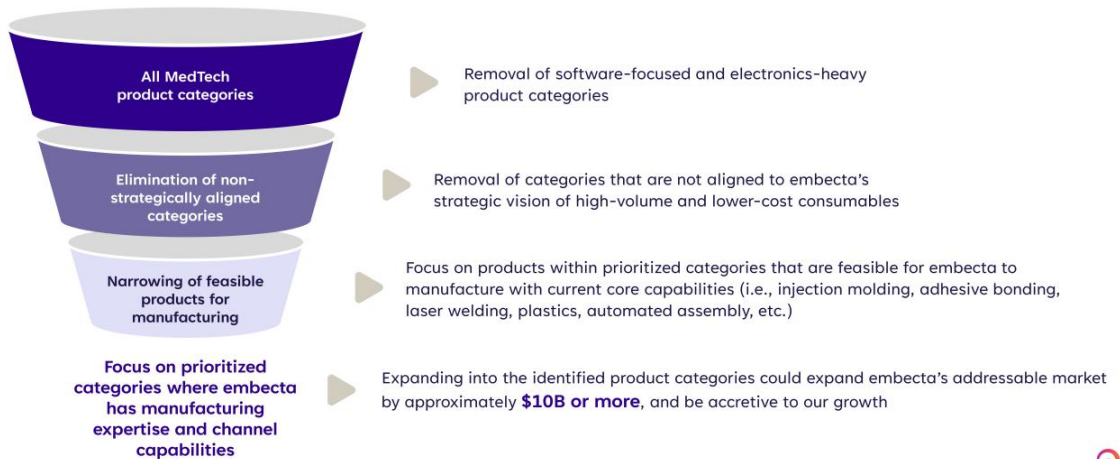 All MedTech
product categories
Removal of software-focused and electronics-heavy
product categories
Elimination of non-
strategically aligned
categories
Removal of categories that are not aligned to embecta's
strategic vision of high-volume and lower-cost consumables
Narrowing of feasible
products for
manufacturing
Focus on products within prioritized categories that are feasible for embecta to
manufacture with current core capabilities (i.e., injection molding, adhesive bonding,
laser welding, plastics, automated assembly, etc.)
Focus on prioritized
categories where embecta
has manufacturing
expertise and channel
capabilities
Expanding into the identified product categories could expand embecta's addressable market
by approximately $10B or more, and be accretive to our growth